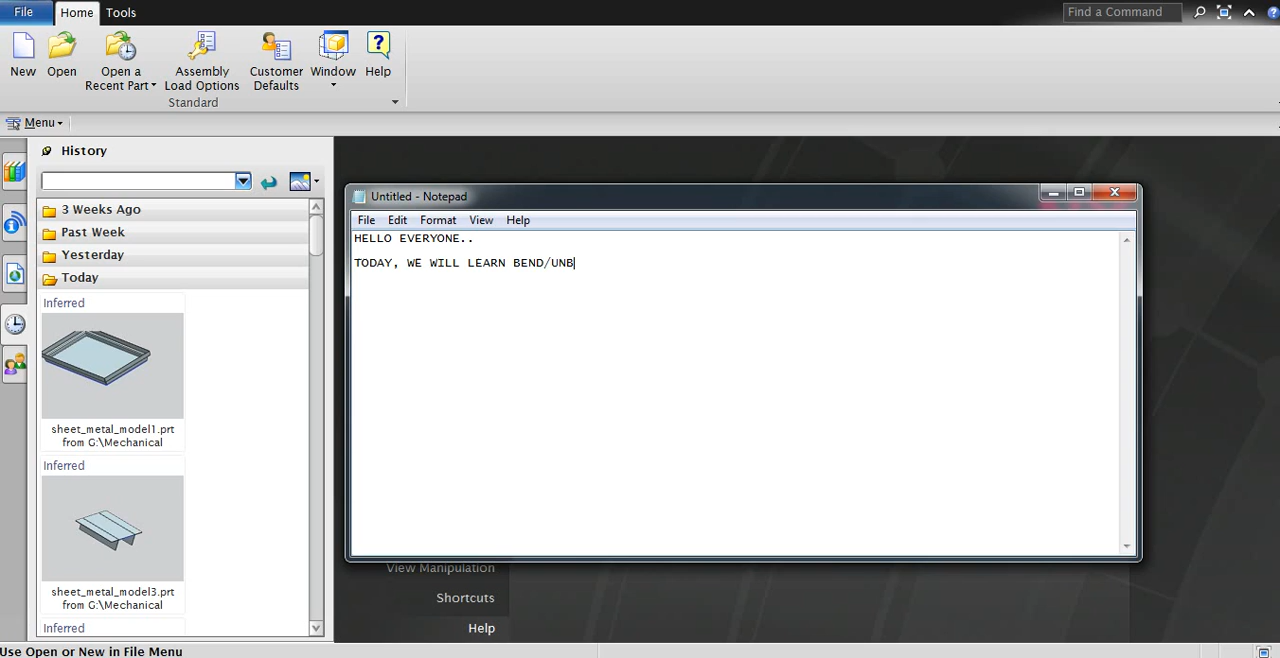 File Home Tools Find a Command
New Open Open a Recent Part Assembly Load Options Customer Defaults Window Help
Standard
Menu
History
3 Weeks Ago
Past Week
Yesterday
Today
Inferred
sheet_metal_model1.prt
from G:\Mechanical
Inferred
sheet_metal_model3.prt
from G:\Mechanical
Inferred
Untitled - Notepad
File Edit Format View Help
HELLO EVERYONE..
TODAY, WE WILL LEARN BEND/UNB
View Manipulation
Shortcuts
Help
Use Open or New in File Menu